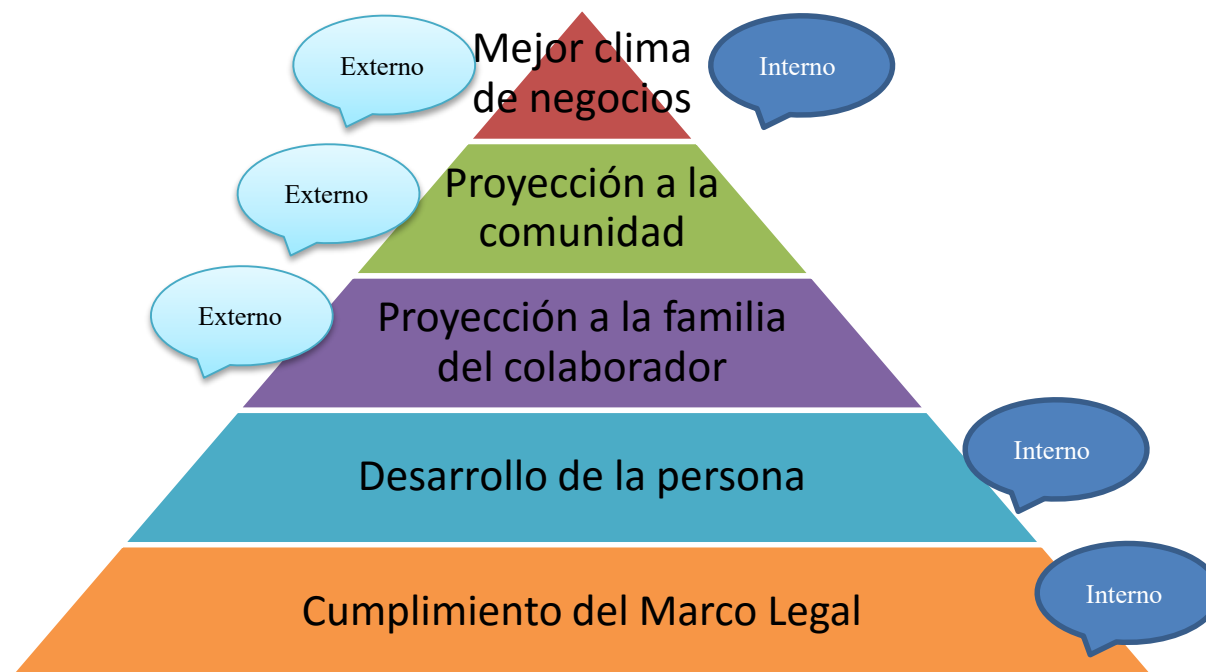 Externo
Mejor clima
de negocios
Interno
Externo
Proyección a la
comunidad
Externo
Proyección a la familia
del colaborador
Desarrollo de la persona
Interno
Cumplimiento del Marco Legal
Interno